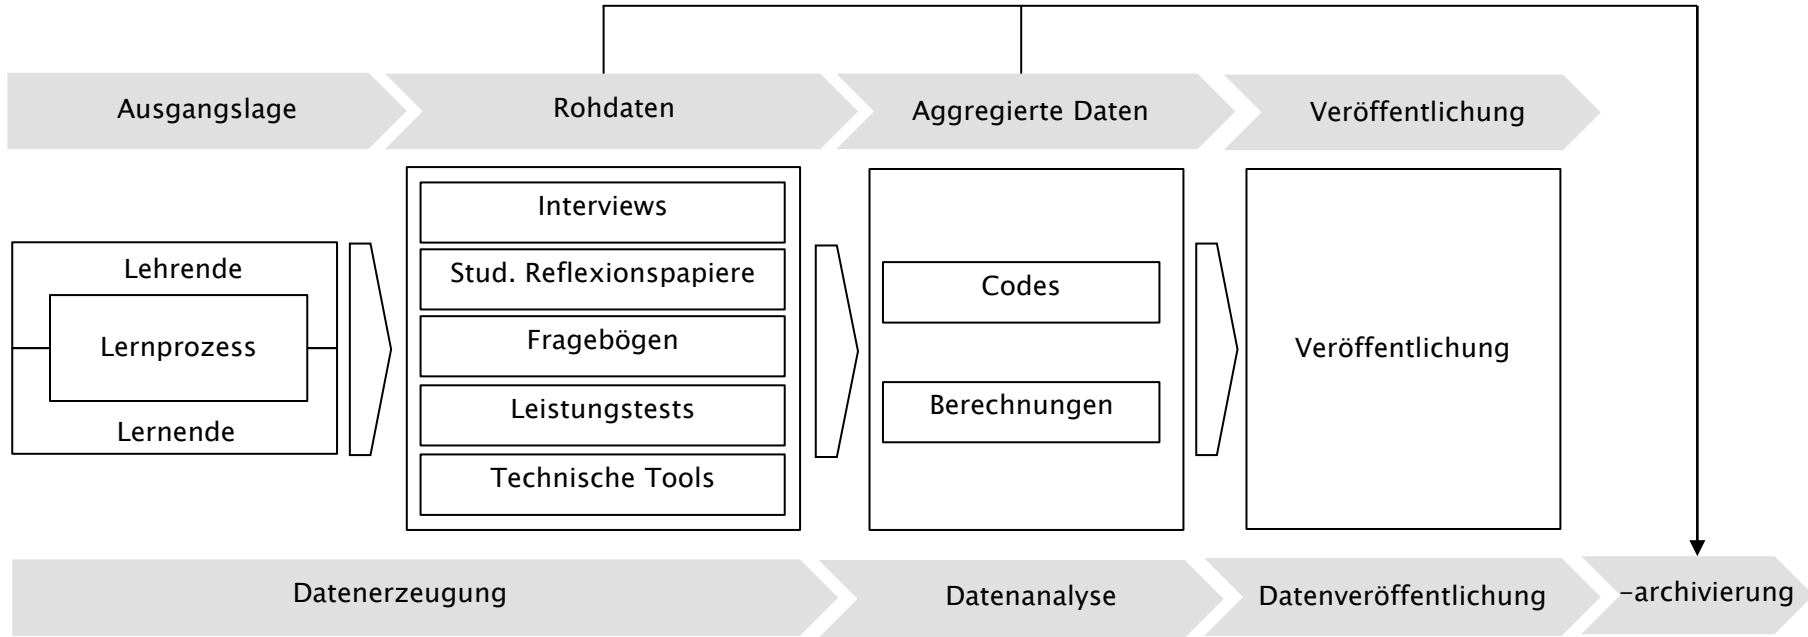 Ausgangslage
Rohdaten
Aggregierte Daten
Veröffentlichung
Lehrende
Lernprozess
Lernende
Interviews
Stud. Reflexionspapiere
Fragebögen
Leistungstests
Technische Tools
Codes
Berechnungen
Veröffentlichung
Datenerzeugung
Datenanalyse
Datenveröffentlichung
-archivierung